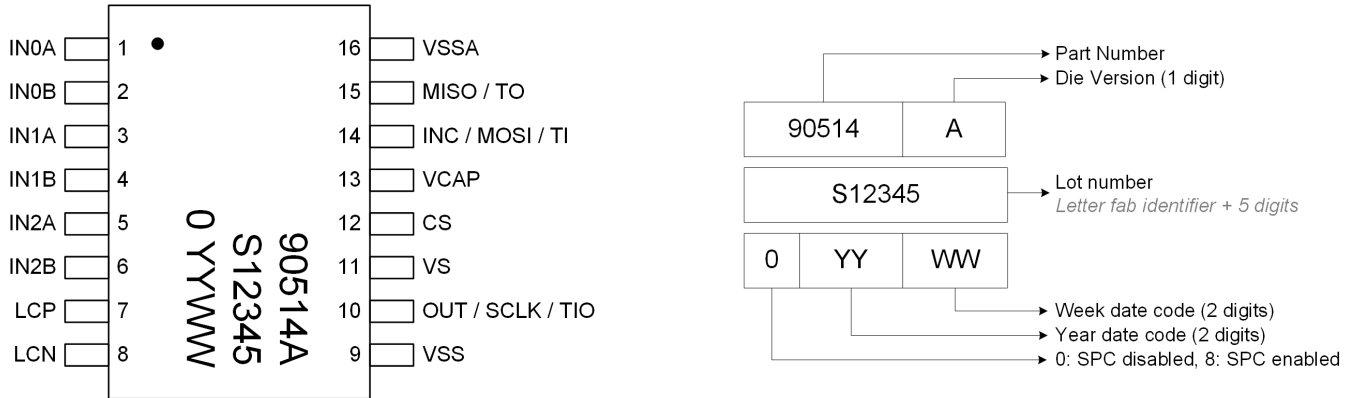 IN0A 1 16 VSSA
IN0B 2 15 MISO / TO
IN1A 3 14 INC / MOSI / TI
IN1B 4 13 VCAP
IN2A 5 12 CS
IN2B 6 11 VS
LCP 7 10 OUT / SCLK / TIO
LCN 8 9 VSS
90514A
S12345
0 YYWW
Part Number
Die Version (1 digit)
90514 A
S12345
Lot number
Letter fab identifier + 5 digits
0 YY WW
Week date code (2 digits)
Year date code (2 digits)
0: SPC disabled, 8: SPC enabled